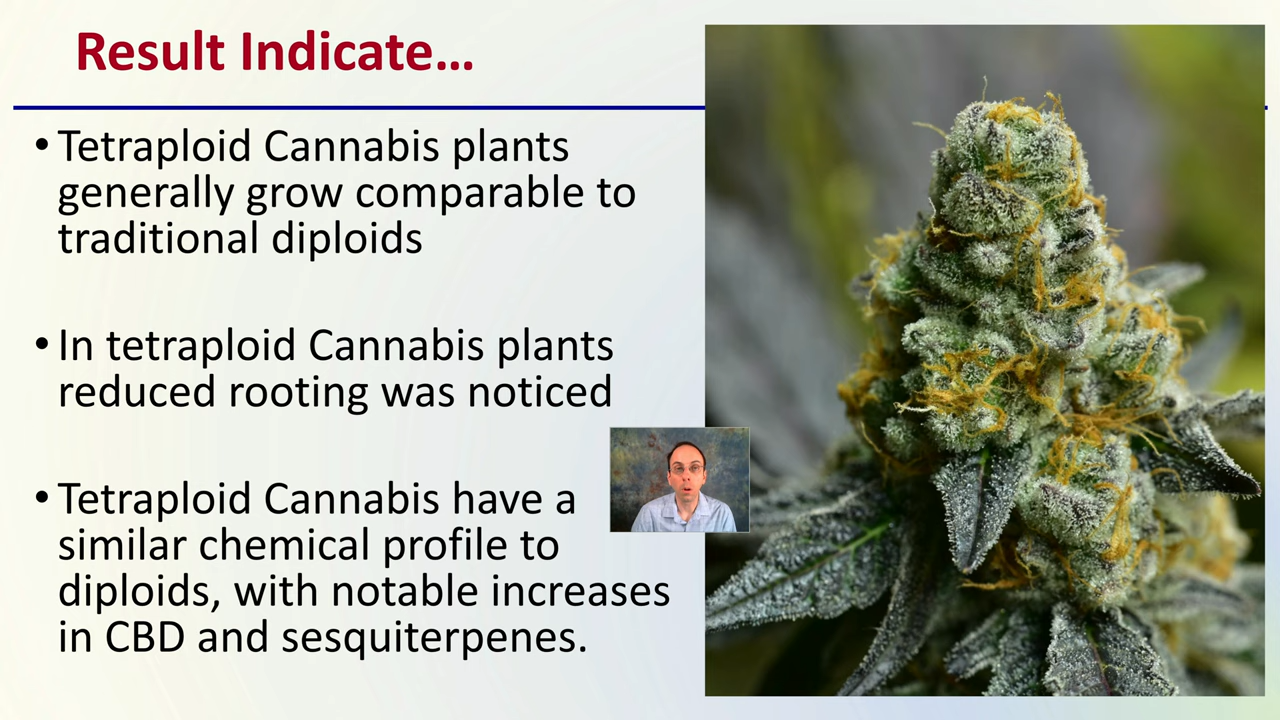 Result Indicate…
• Tetraploid Cannabis plants
generally grow comparable to
traditional diploids
• In tetraploid Cannabis plants
reduced rooting was noticed
• Tetraploid Cannabis have a
similar chemical profile to
diploids, with notable increases
in CBD and sesquiterpenes.